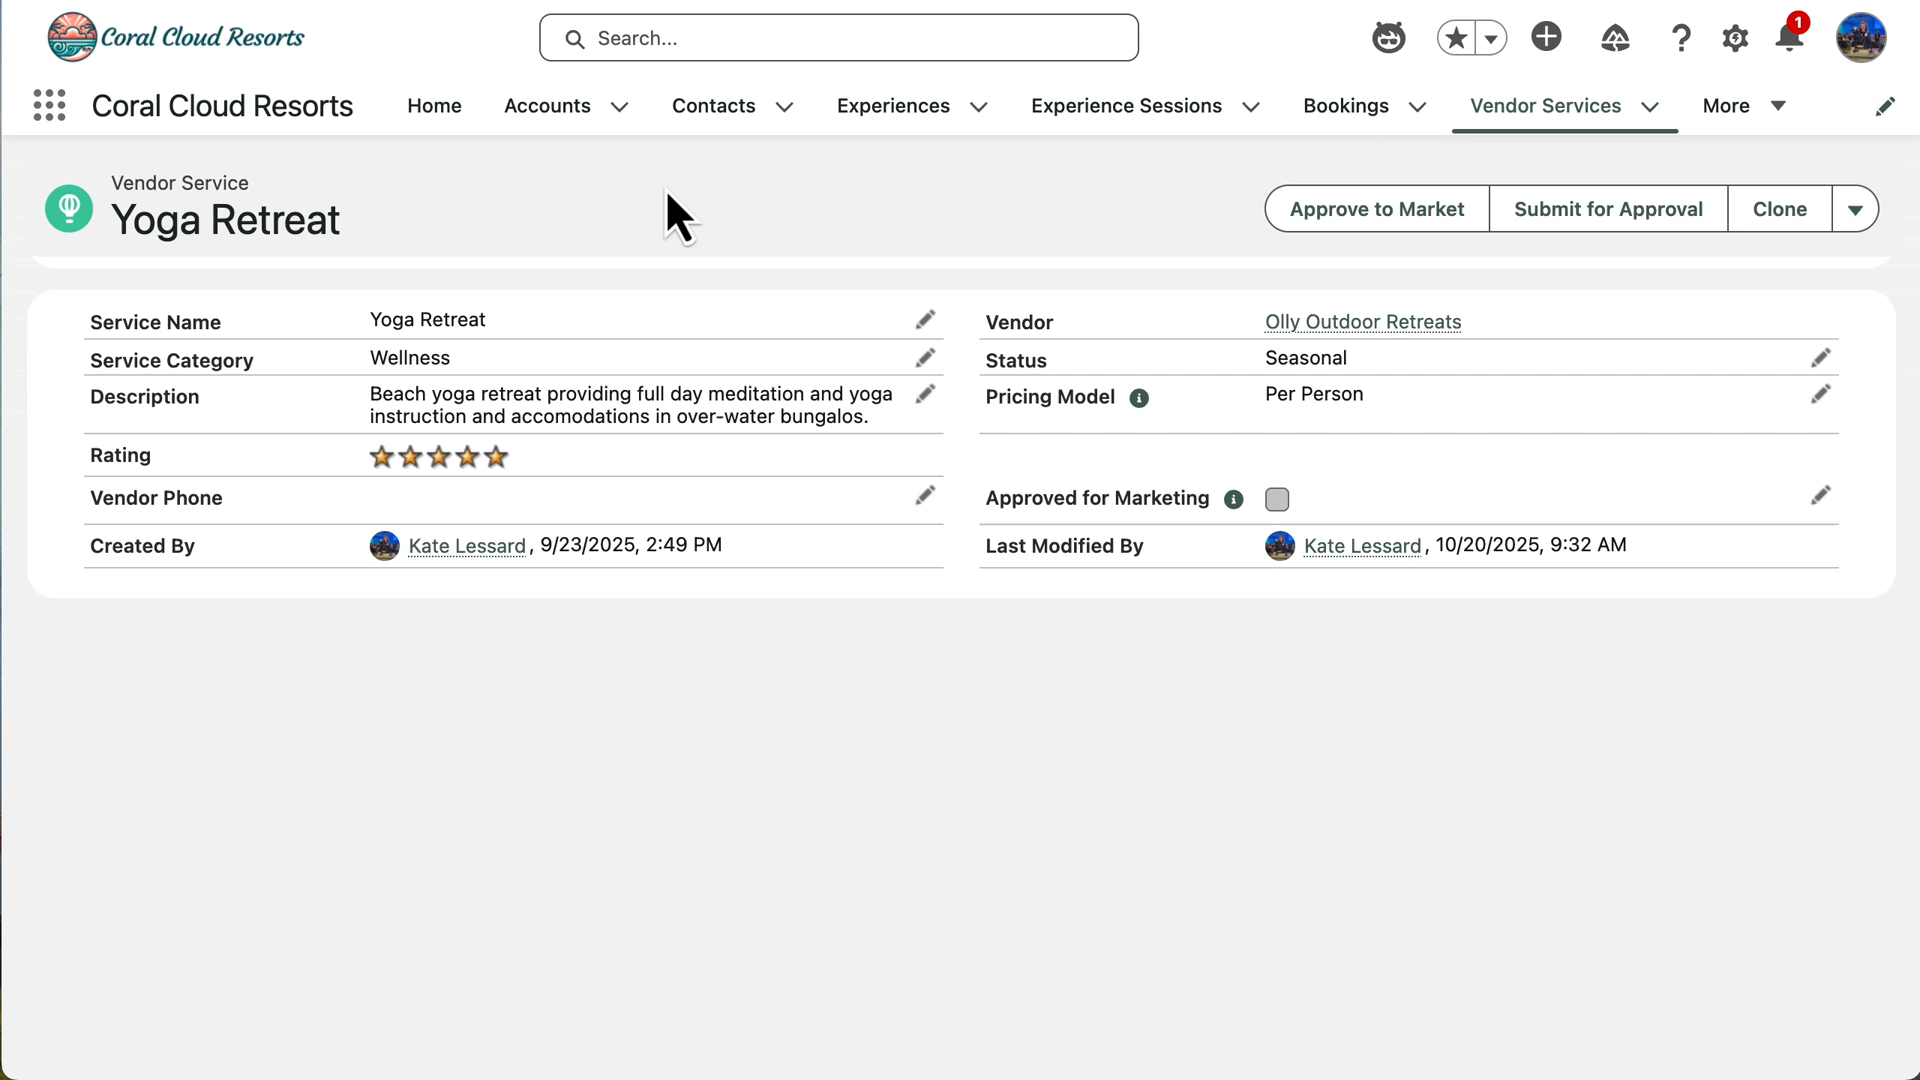 Coral Cloud Resorts
Search...
1
Coral Cloud Resorts
Home
Accounts
Contacts
Experiences
Experience Sessions
Bookings
Vendor Services
More
Vendor Service
Yoga Retreat
Approve to Market
Submit for Approval
Clone
Service Name
Yoga Retreat
Vendor
Olly Outdoor Retreats
Service Category
Wellness
Status
Seasonal
Description
Beach yoga retreat providing full day meditation and yoga
instruction and accomodations in over-water bungalos.
Pricing Model
Per Person
Rating
Vendor Phone
Approved for Marketing
Created By
Kate Lessard, 9/23/2025, 2:49 PM
Last Modified By
Kate Lessard, 10/20/2025, 9:32 AM